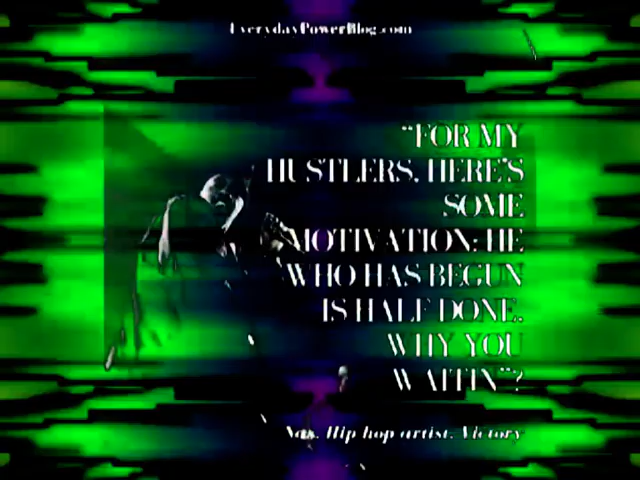 EverydayPowerBlog.com
"FOR MY
HUSTLERS. HERE'S
SOME
MOTIVATION: HE
WHO HAS BEGUN
IS HALF DONE.
WHY YOU
WAITIN"?
Nas. Hip hop artist. Victory